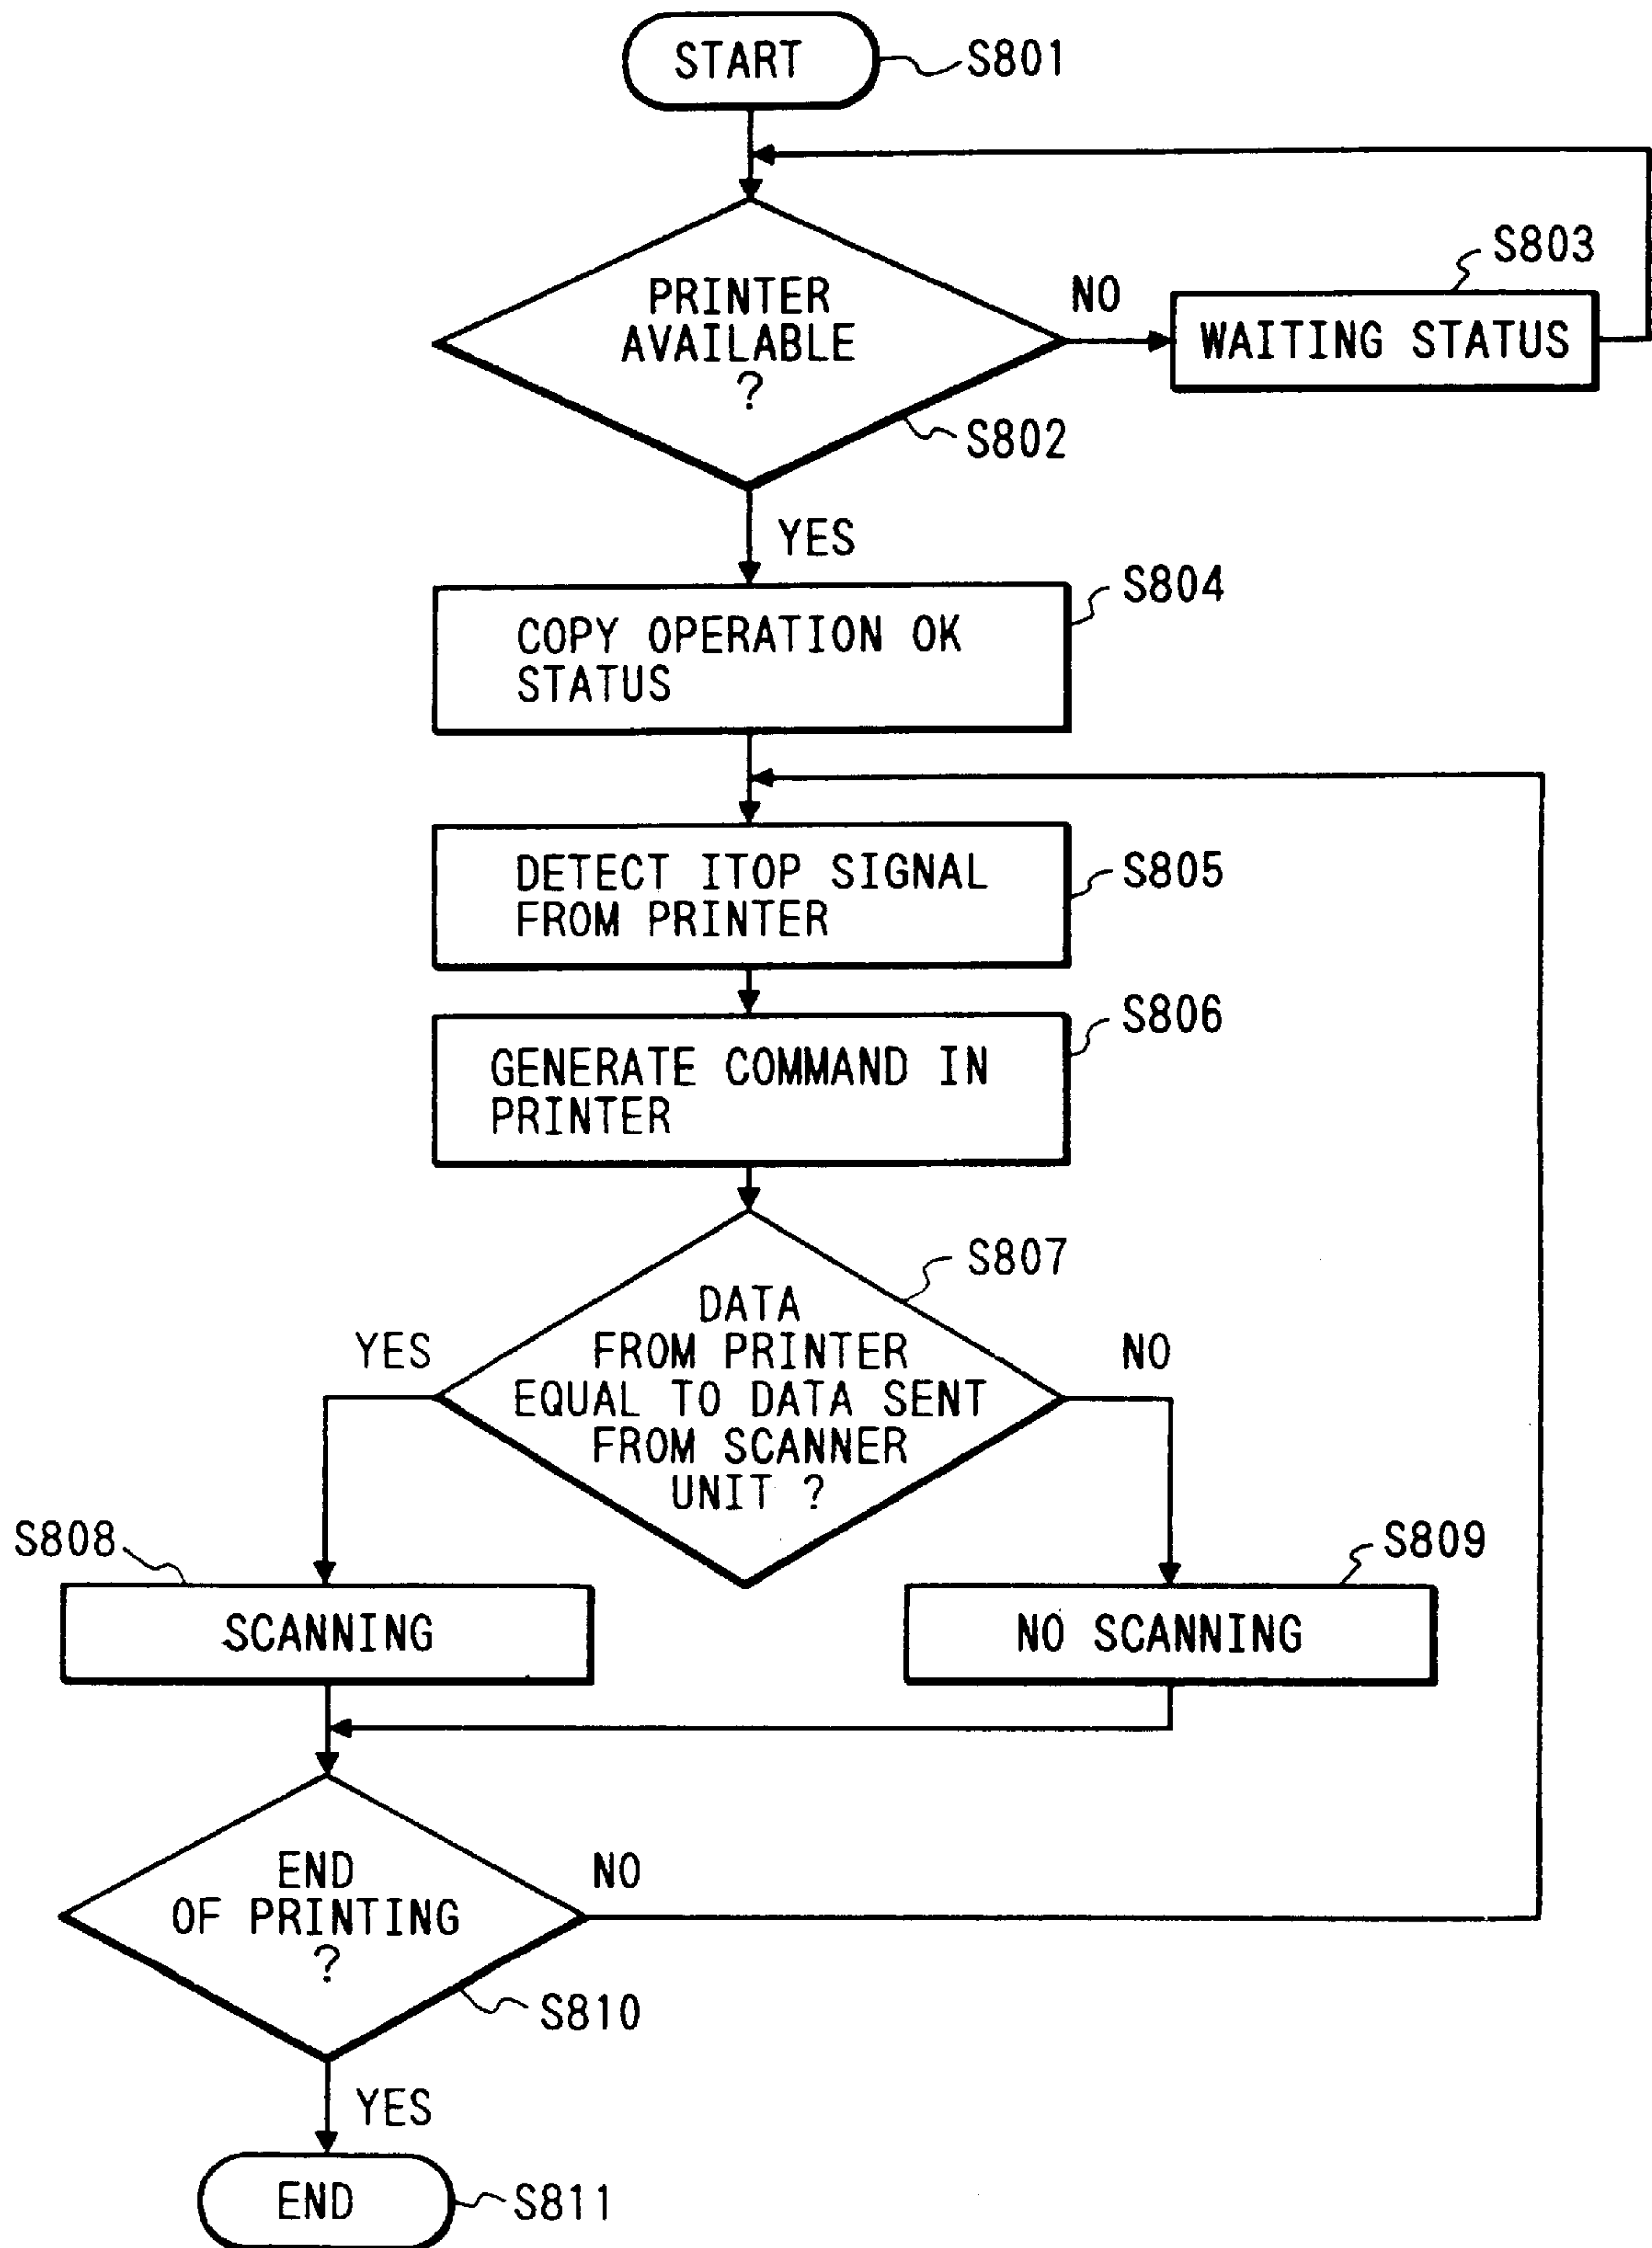 START
S801
S803
PRINTER
AVAILABLE
?
NO
WAITING STATUS
S802
YES
S804
COPY OPERATION OK
STATUS
DETECT ITOP SIGNAL
FROM PRINTER
S805
S806
GENERATE COMMAND IN
PRINTER
S807
DATA
FROM PRINTER
EQUAL TO DATA SENT
FROM SCANNER
UNIT ?
YES
NO
S808
S809
SCANNING
NO SCANNING
END
OF PRINTING
?
NO
S810
YES
END
S811